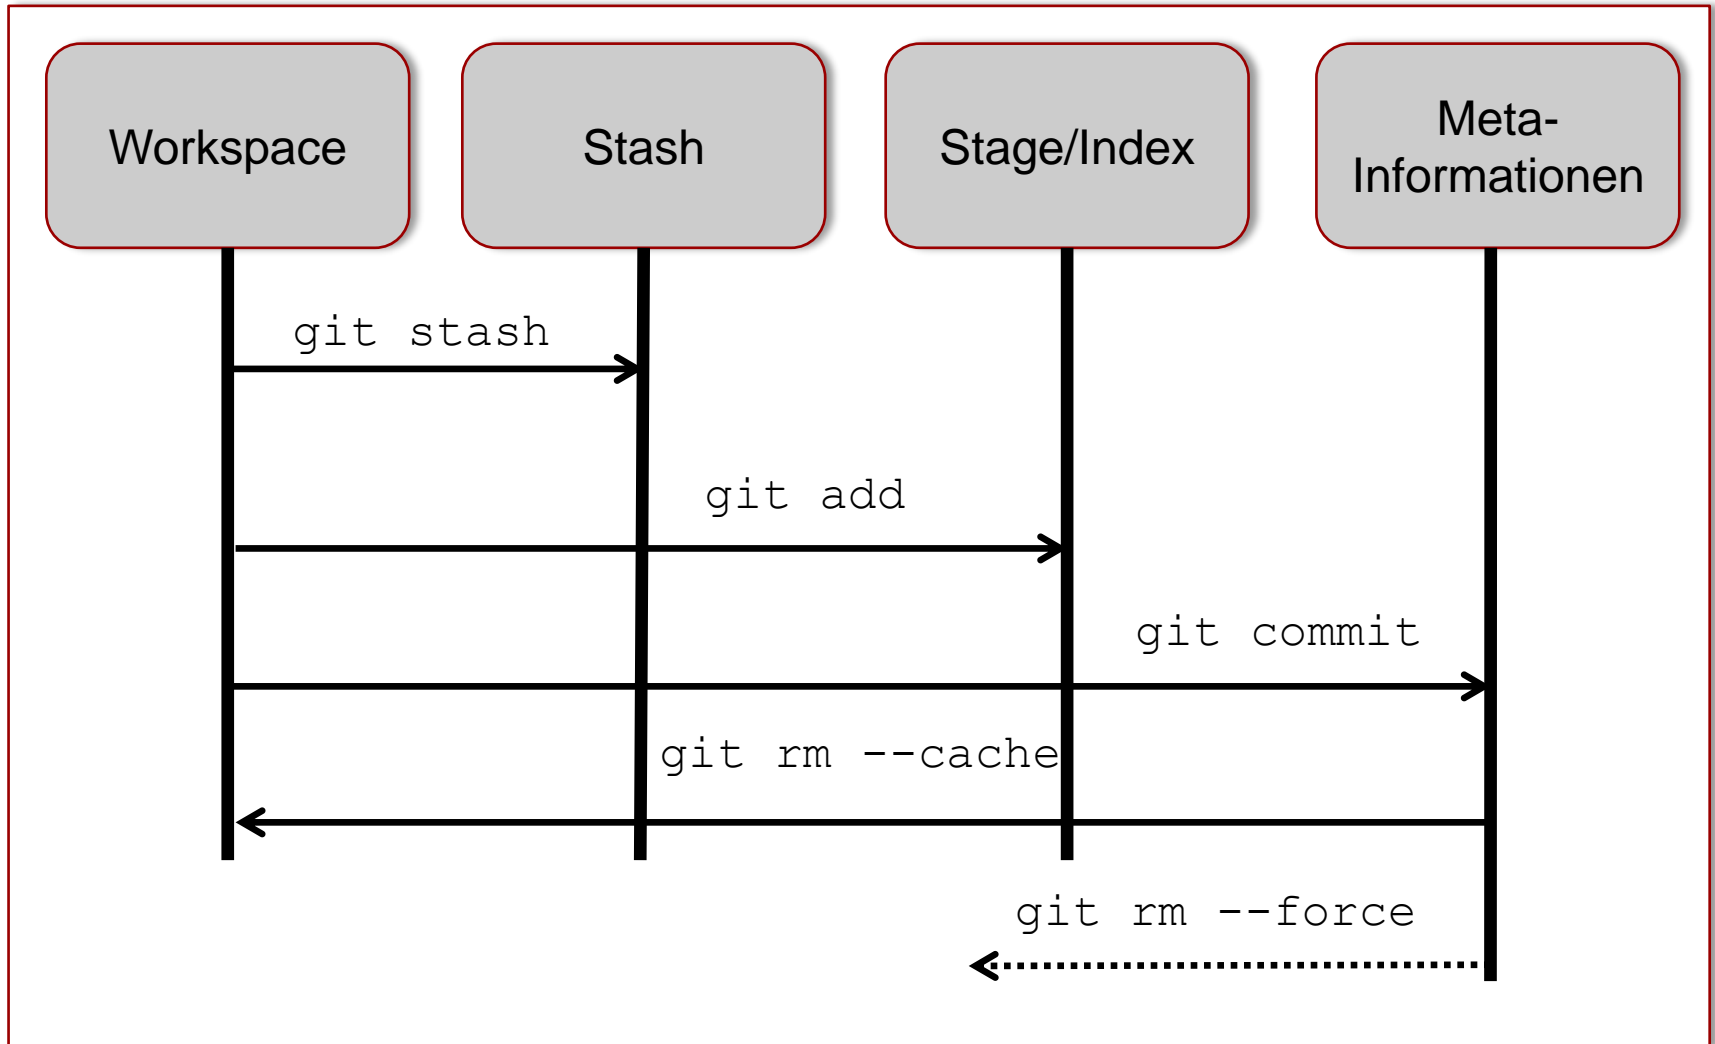 Workspace
Stash
Stage/Index
Meta-
Informationen
git stash
git add
git commit
git rm --cache
git rm --force